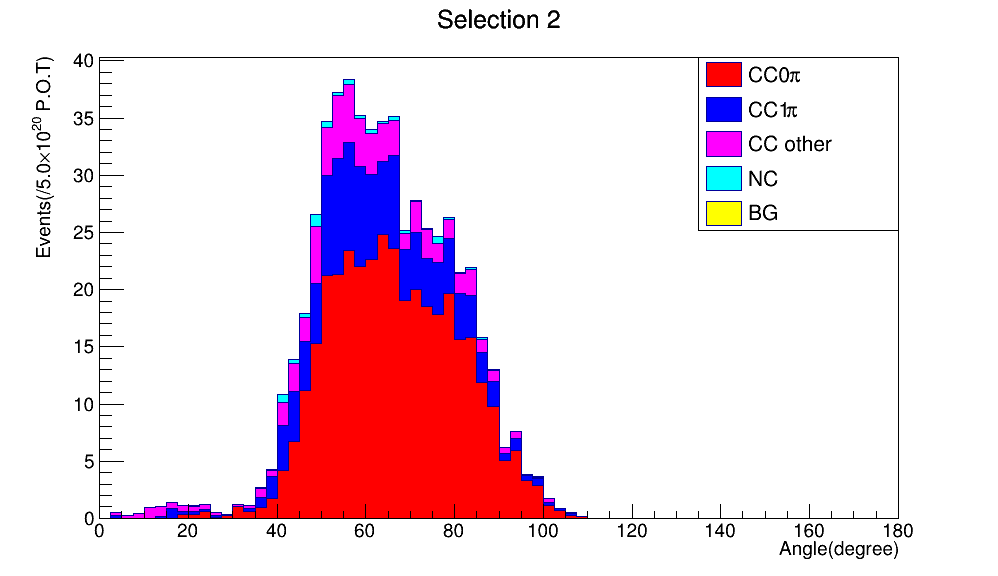 Selection 2
Events(/5.0×10²⁰ P.O.T)
40
35
30
25
20
15
10
5
0
CC0π
CC1π
CC other
NC
BG
0 20 40 60 80 100 120 140 160 180
Angle(degree)